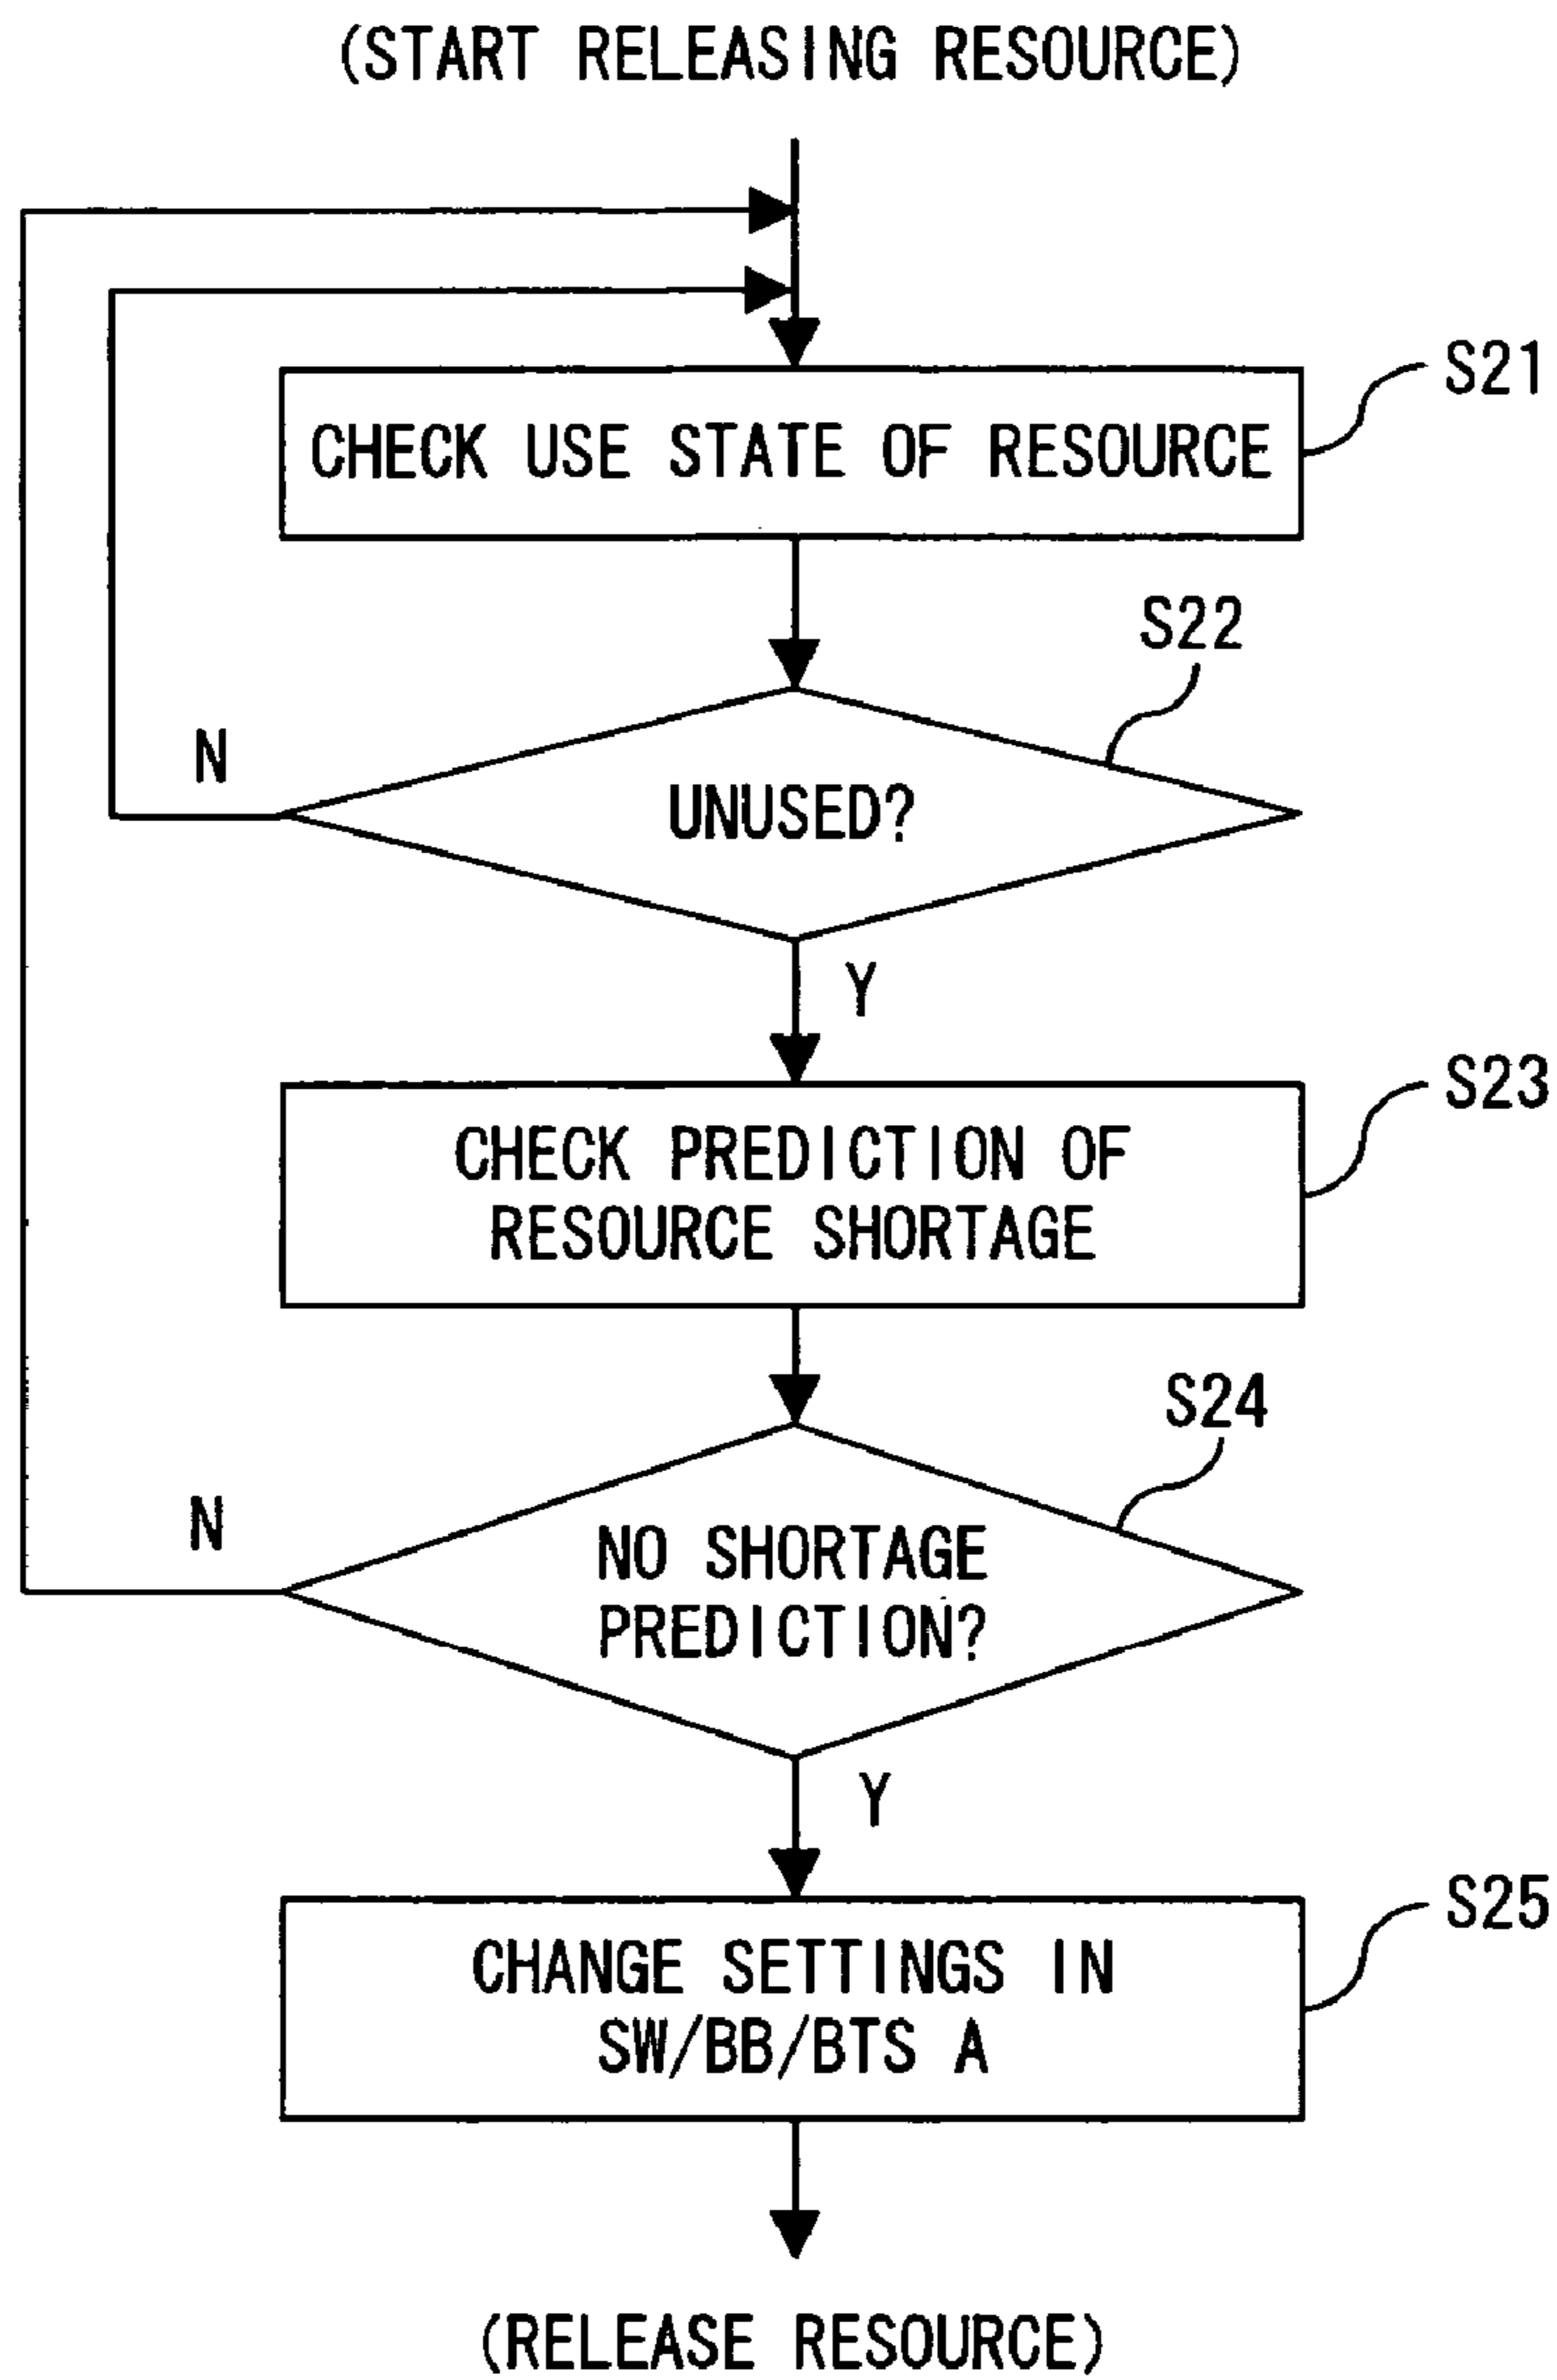 (START RELEASING RESOURCE)
S21
CHECK USE STATE OF RESOURCE
S22
N
UNUSED?
Y
S23
CHECK PREDICTION OF
RESOURCE SHORTAGE
S24
N
NO SHORTAGE
PREDICTION?
Y
S25
CHANGE SETTINGS IN
SW/BB/BTS A
(RELEASE RESOURCE)